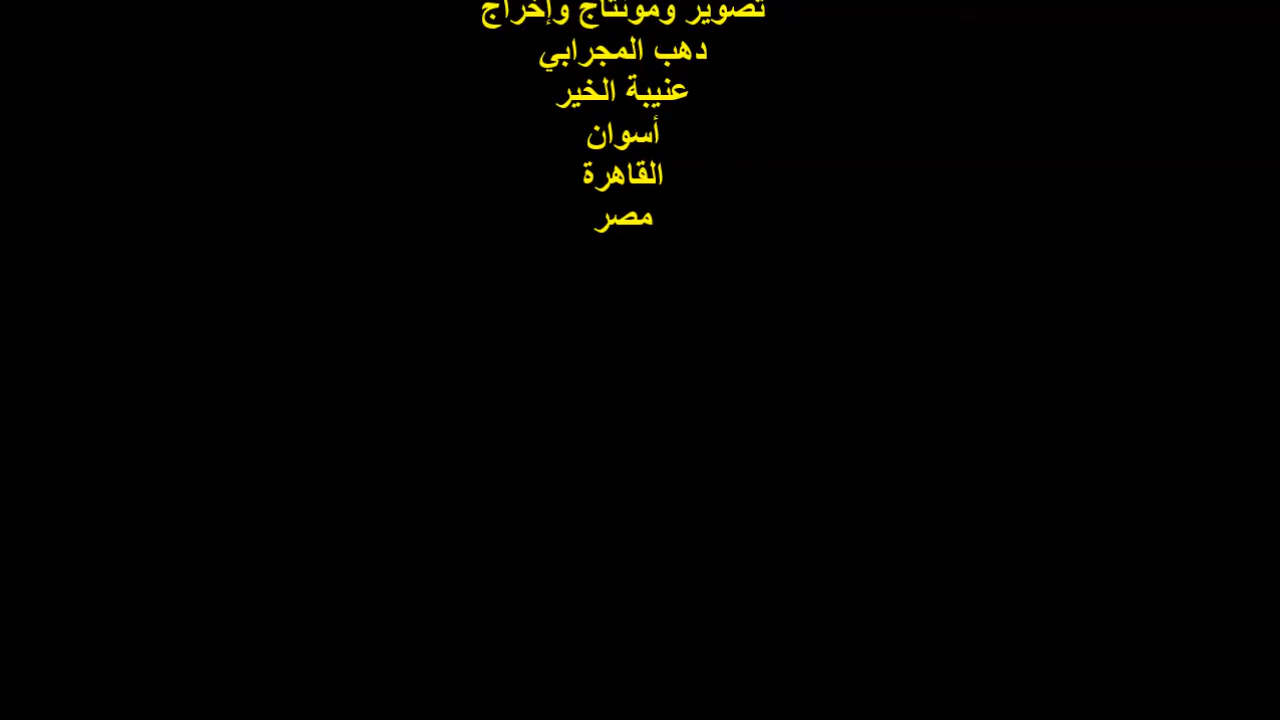 تصوير ومونتاج وإخراج
دهب المجرابي
عنيبة الخير
أسوان
القاهرة
مصر